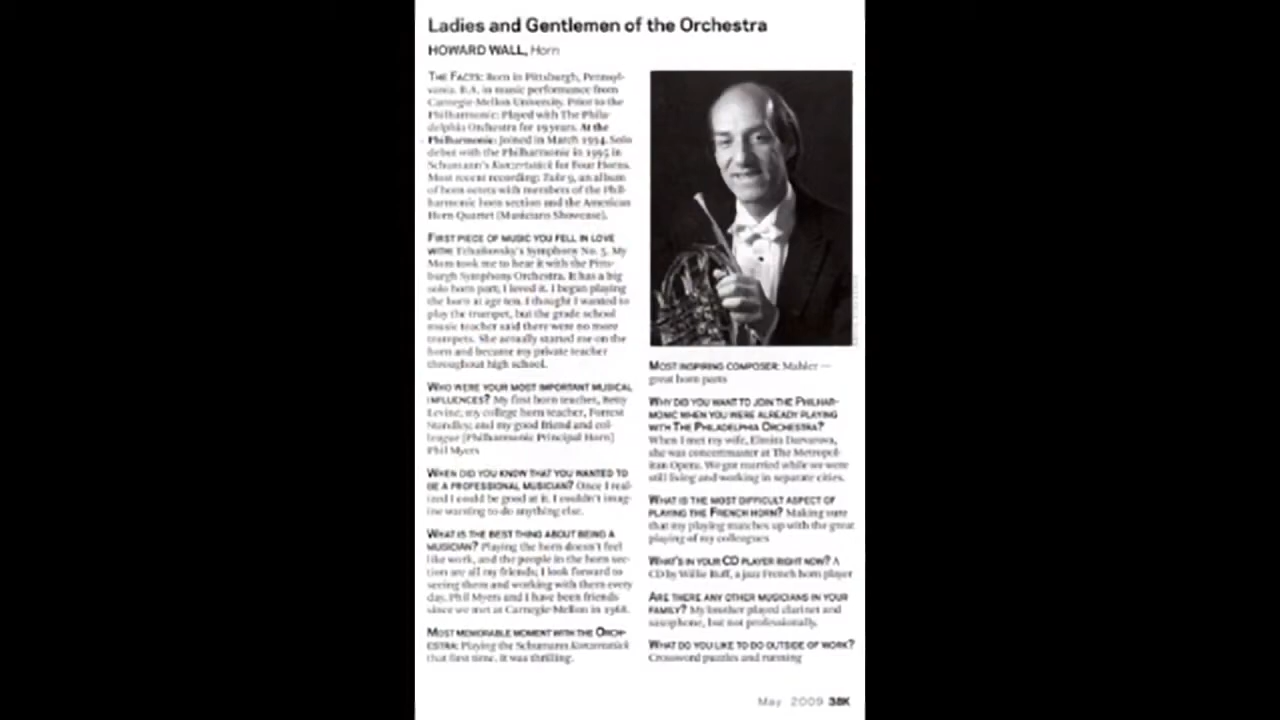 Ladies and Gentlemen of the Orchestra
HOWARD WALL, Horn
THE FACTS: Born in Pittsburgh, Pennsyl-
vania. B.A. in music performance from
Carnegie-Mellon University. Prior to the
Philharmonic: Played with The Phila-
delphia Orchestra for 19 years. At the
Philharmonic: Joined in March 1994. Solo
debut with the Philharmonic in 1995 in
Schumann's Konzertstück for Four Horns.
Most recent recording: an album
of horn octets with members of the Phil-
harmonic horn section and the American
Horn Quartet (Musicians Showcase).
FIRST PIECE OF MUSIC YOU FELL IN LOVE
WITH: Tchaikovsky's Symphony No. 5. My
Mom took me to hear it with the Pitts-
burgh Symphony Orchestra. It has a big
solo horn part; I loved it. I began playing
the horn at age ten. I thought I wanted to
play the trumpet, but the grade school
music teacher said there were no more
trumpets. She actually started me on the
horn and became my private teacher
throughout high school.
WHO WERE YOUR MOST IMPORTANT MUSICAL
INFLUENCES? My first horn teacher, Betty
Levine; my college horn teacher, Forrest
Standley; and my good friend and col-
league [Philharmonic Principal Horn]
Phil Myers
WHEN DID YOU KNOW THAT YOU WANTED TO
BE A PROFESSIONAL MUSICIAN? Once I real-
ized I could be good at it. I couldn't imag-
ine wanting to do anything else.
WHAT IS THE BEST THING ABOUT BEING A
MUSICIAN? Playing the horn doesn't feel
like work, and the people in the horn sec-
tion are all my friends; I look forward to
seeing them and working with them every
day. Phil Myers and I have been friends
since we met at Carnegie-Mellon in 1968.
MOST MEMORABLE MOMENT WITH THE ORCH-
ESTRA: Playing the Schumann Konzertstück
that first time. It was thrilling.
MOST INSPIRING COMPOSER: Mahler —
great horn parts
WHY DID YOU WANT TO JOIN THE PHILHAR-
MONIC WHEN YOU WERE ALREADY PLAYING
WITH THE PHILADELPHIA ORCHESTRA?
When I met my wife, Elmira Darvarova,
she was concertmaster at The Metropol-
itan Opera. We got married while we were
still living and working in separate cities.
WHAT IS THE MOST DIFFICULT ASPECT OF
PLAYING THE FRENCH HORN? Making sure
that my playing matches up with the great
playing of my colleagues
WHAT'S IN YOUR CD PLAYER RIGHT NOW? A
CD by Willie Ruff, a jazz French horn player
ARE THERE ANY OTHER MUSICIANS IN YOUR
FAMILY? My brother played clarinet and
saxophone, but not professionally.
WHAT DO YOU LIKE TO DO OUTSIDE OF WORK?
Crossword puzzles and running
May 2009 38K